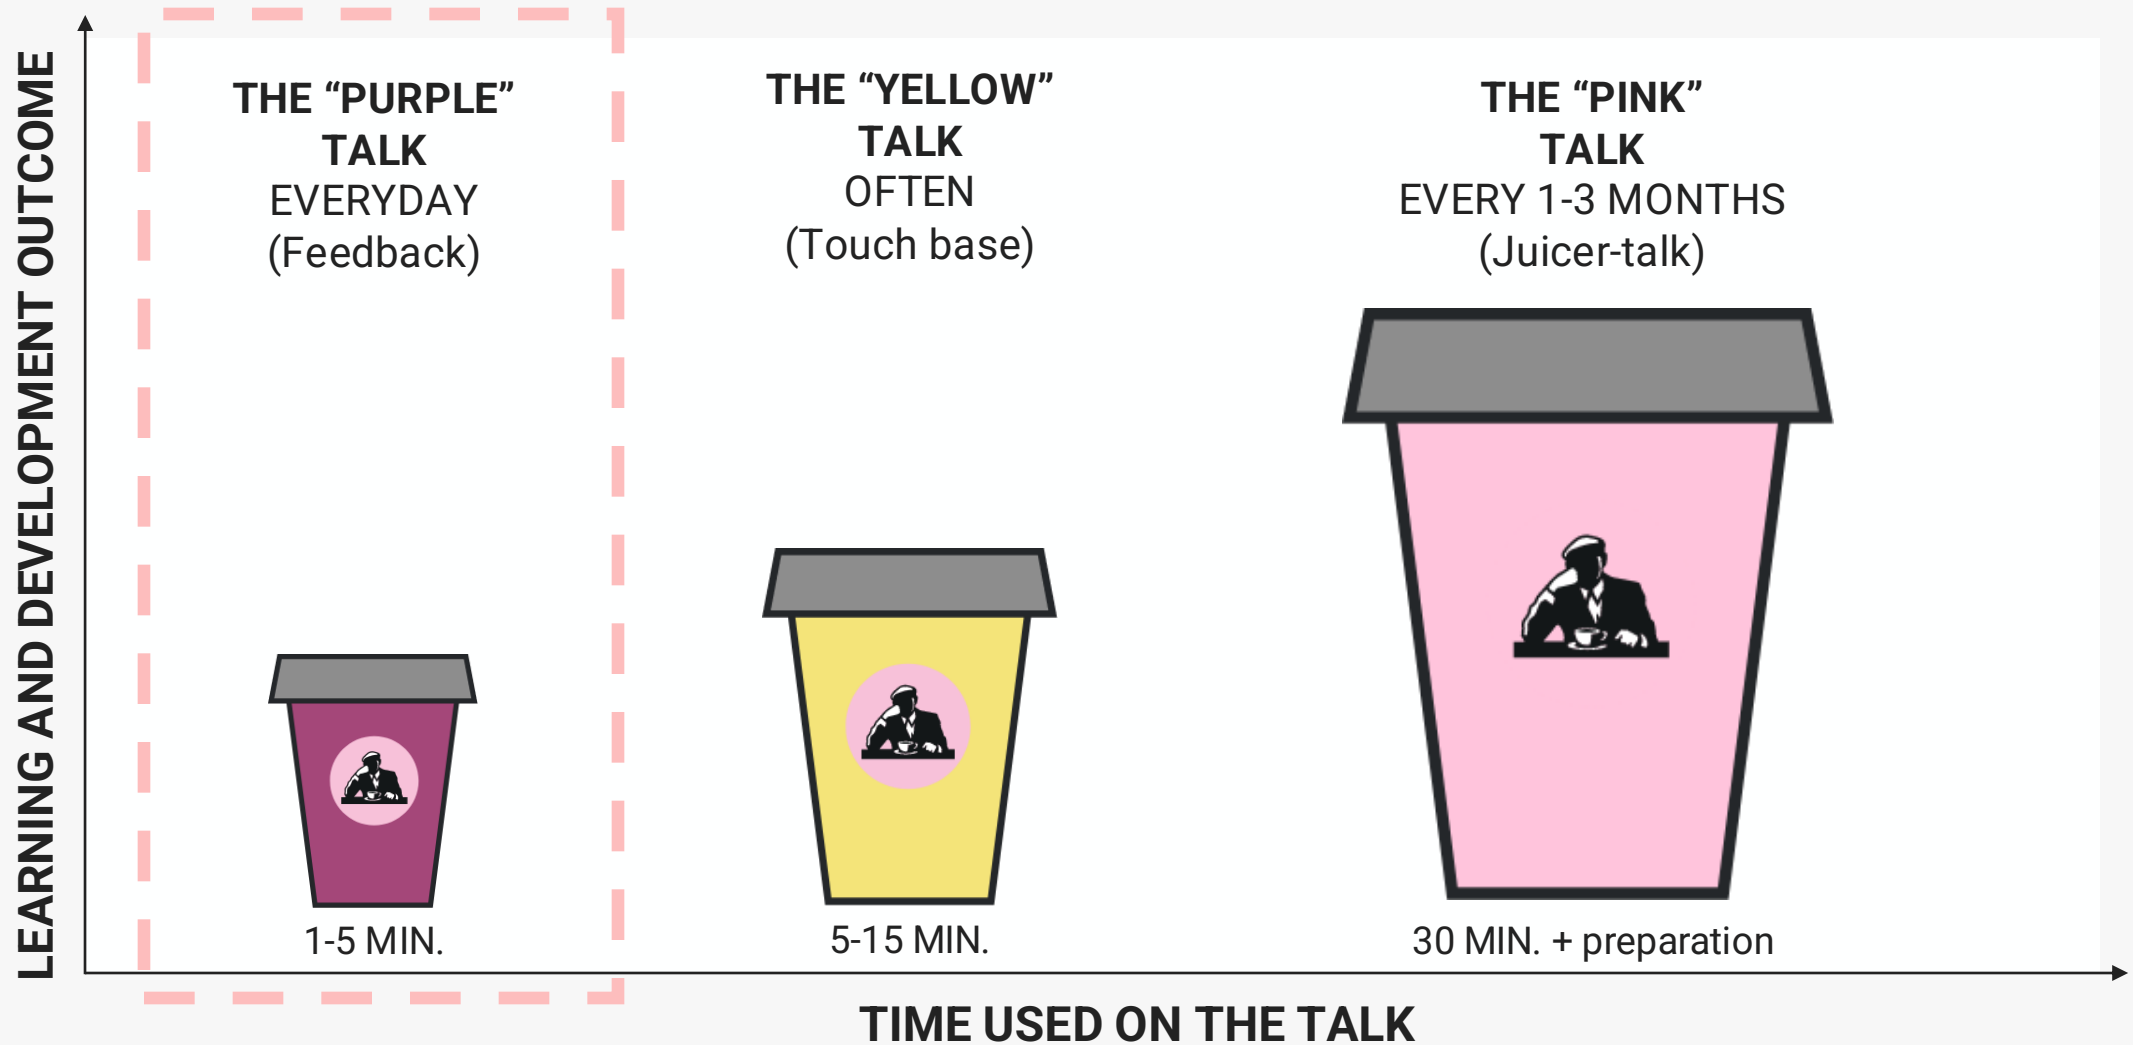 LEARNING AND DEVELOPMENT OUTCOME
THE “PURPLE”
TALK
EVERYDAY
(Feedback)
1-5 MIN.
THE “YELLOW”
TALK
OFTEN
(Touch base)
5-15 MIN.
THE “PINK”
TALK
EVERY 1-3 MONTHS
(Juicer-talk)
30 MIN. + preparation
TIME USED ON THE TALK